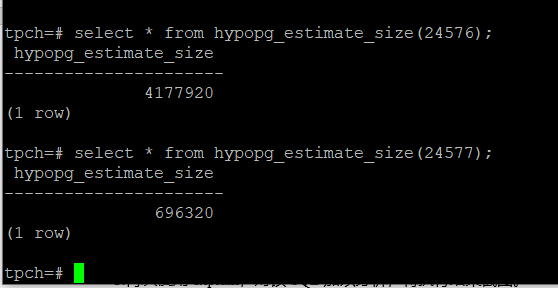 tpch=# select * from hypopg_estimate_size(24576);
hypopg_estimate_size
----------------------
4177920
(1 row)
tpch=# select * from hypopg_estimate_size(24577);
hypopg_estimate_size
----------------------
696320
(1 row)
tpch=#